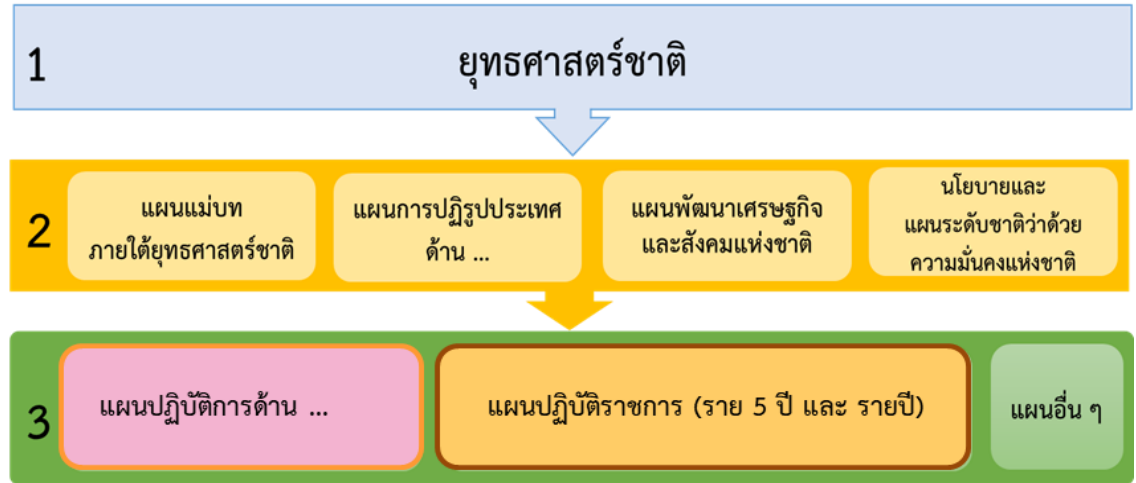 1
ยุทธศาสตร์ชาติ
2
แผนแม่บท
ภายใต้ยุทธศาสตร์ชาติ
แผนการปฏิรูปประเทศ
ด้าน ...
แผนพัฒนาเศรษฐกิจ
และสังคมแห่งชาติ
นโยบายและ
แผนระดับชาติว่าด้วย
ความมั่นคงแห่งชาติ
3
แผนปฏิบัติการด้าน ...
แผนปฏิบัติราชการ (ราย 5 ปี และ รายปี)
แผนอื่น ๆ